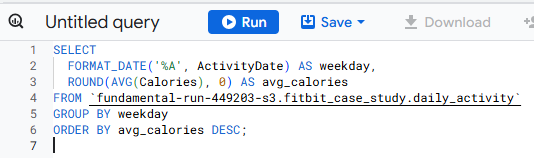 Untitled query
Run
Save
Download
1 SELECT
2 FORMAT_DATE('%A', ActivityDate) AS weekday,
3 ROUND(AVG(Calories), 0) AS avg_calories
4 FROM `fundamental-run-449203-s3.fitbit_case_study.daily_activity`
5 GROUP BY weekday
6 ORDER BY avg_calories DESC;
7